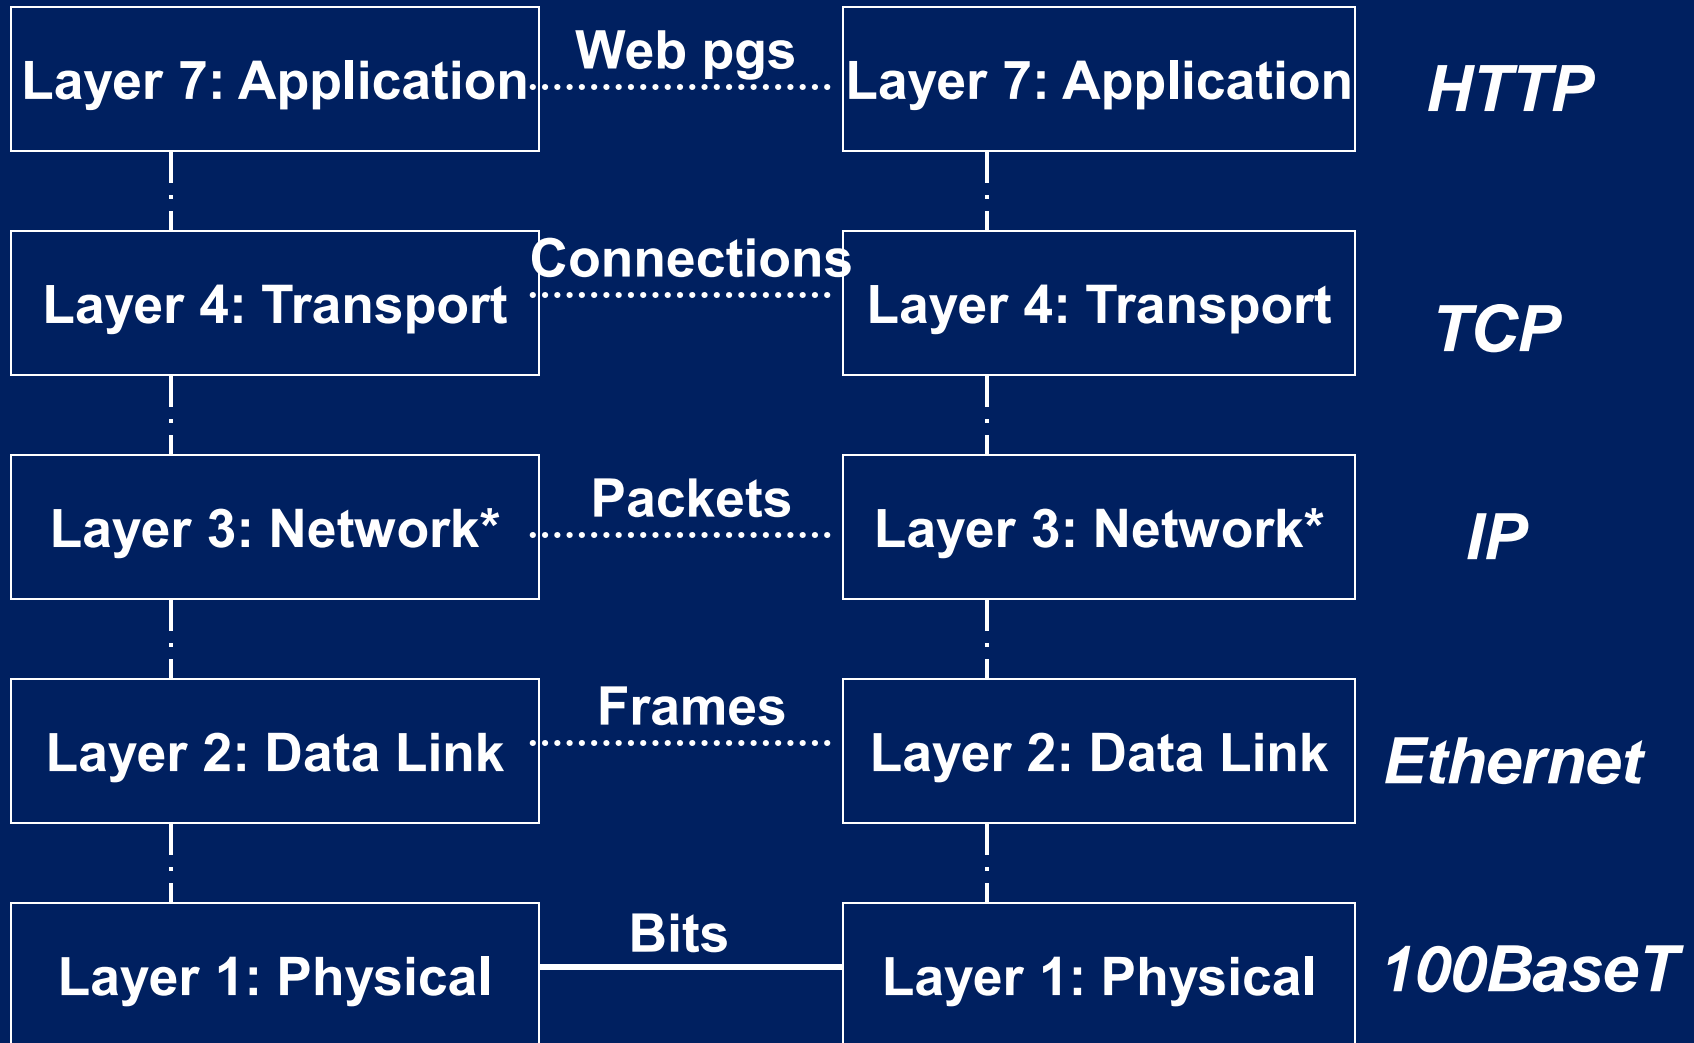 Layer 7: Application
Web pgs
Layer 7: Application
HTTP
Layer 4: Transport
Connections
Layer 4: Transport
TCP
Layer 3: Network*
Packets
Layer 3: Network*
IP
Layer 2: Data Link
Frames
Layer 2: Data Link
Ethernet
Layer 1: Physical
Bits
Layer 1: Physical
100BaseT